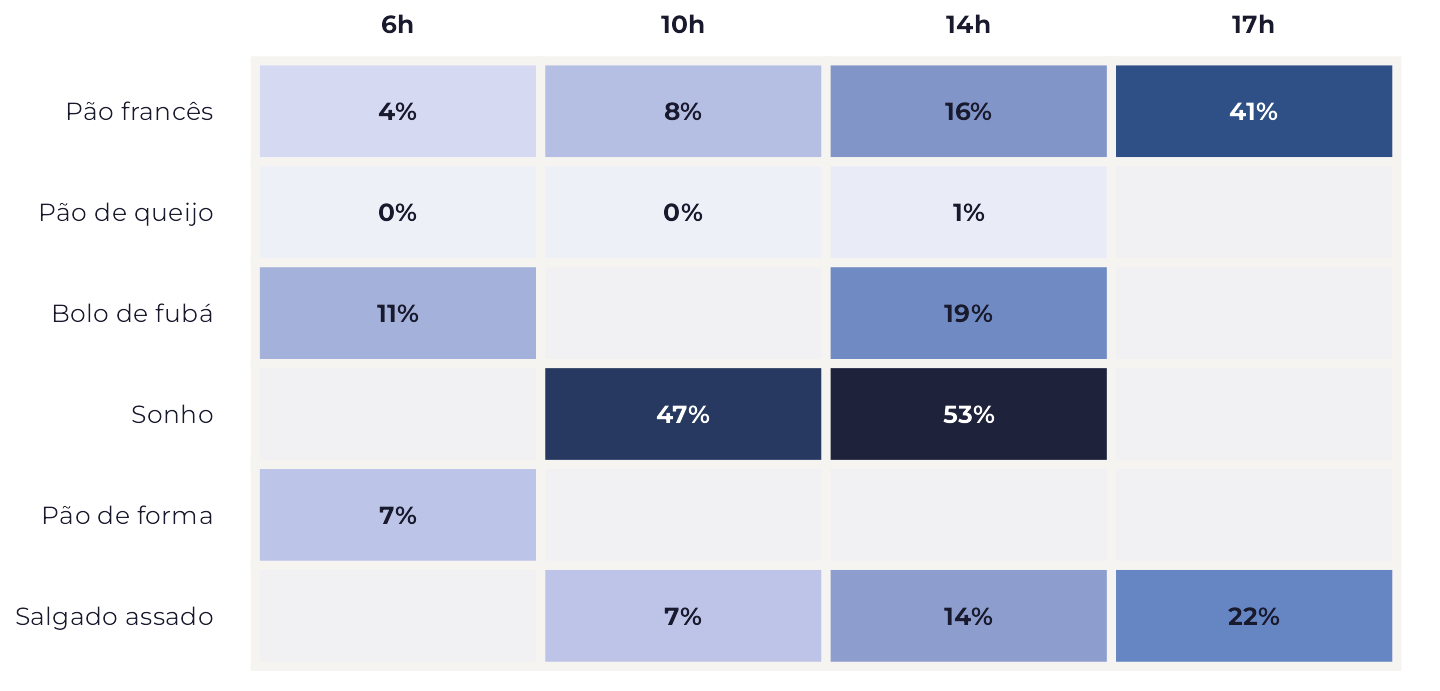 6h 10h 14h 17h
Pão francês 4% 8% 16% 41%
Pão de queijo 0% 0% 1%
Bolo de fubá 11% 19%
Sonho 47% 53%
Pão de forma 7%
Salgado assado 7% 14% 22%